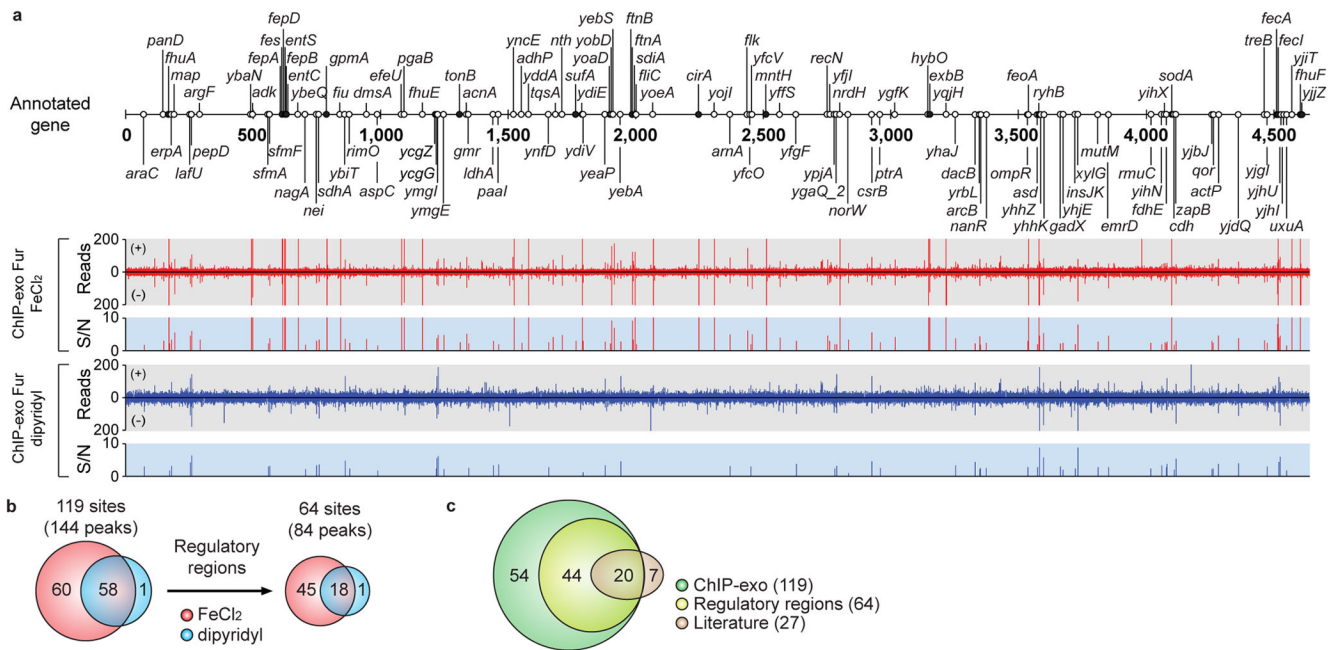 a
fepD yebS ftnB fecA
panD fes entS pgaB yncE nth yobD ftnA flk recN hybO treB fecI
fhuA fepA fepB gpmA adhP yoaD sdiA yfcV yfjI exbB feoA sodA yjiT
map ybaN entC efeU tonB yddA sufA fliC cirA mntH nrdH yqjH ryhB yihX fhuF
argF adk ybeQ fiu dmsA fhuE acnA tqsA ydiE yoeA yojI yffS ygfK yjjZ
Annotated gene
0 500 1,000 1,500 2,000 2,500 3,000 3,500 4,000 4,500
erpA pepD sfmF rimO ycgZ gmr ynfD ydiV arnA yfgF yhaJ mutM yjbJ yjgI
araC lafU sfmA ybiT aspC ycgG ldhA yeaP yfcO ypjA ptrA dacB ompR xylG rmuC qor yjhU
nagA sdhA ymgI paaI yebA ygaQ_2 csrB yrbL asd insJK yihN actP yjhI
nei ymgE norW arcB yhhZ yhjE fdhE zapB uxuA
nanR yhhK gadX emrD cdh yjdQ
ChIP-exo Fur FeCl₂
Reads 200 0 200 (+) (-)
S/N 10 0
ChIP-exo Fur dipyridyl
Reads 200 0 200 (+) (-)
S/N 10 0
b
119 sites
(144 peaks)
60 58 1
Regulatory regions
FeCl₂
dipyridyl
64 sites
(84 peaks)
45 18 1
c
54 44 20 7
ChIP-exo (119)
Regulatory regions (64)
Literature (27)